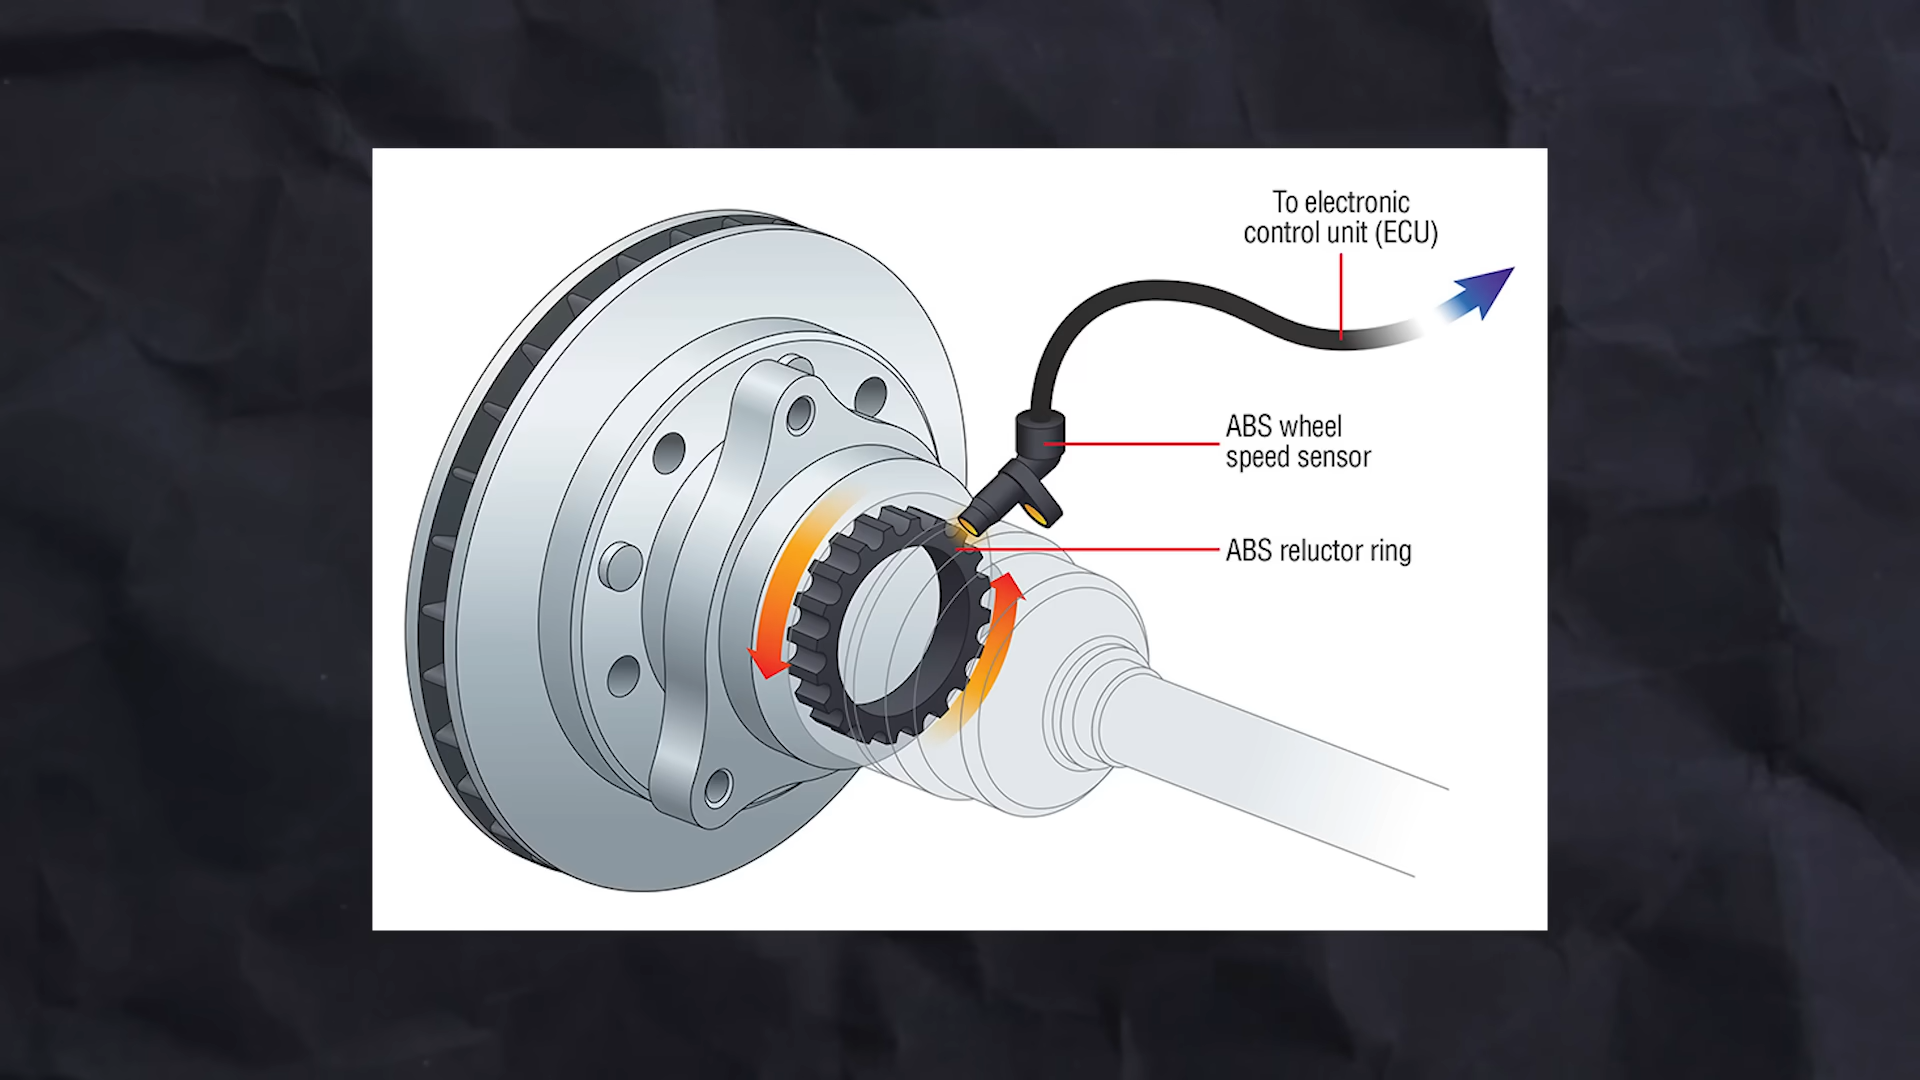 To electronic
control unit (ECU)
ABS wheel
speed sensor
ABS reluctor ring